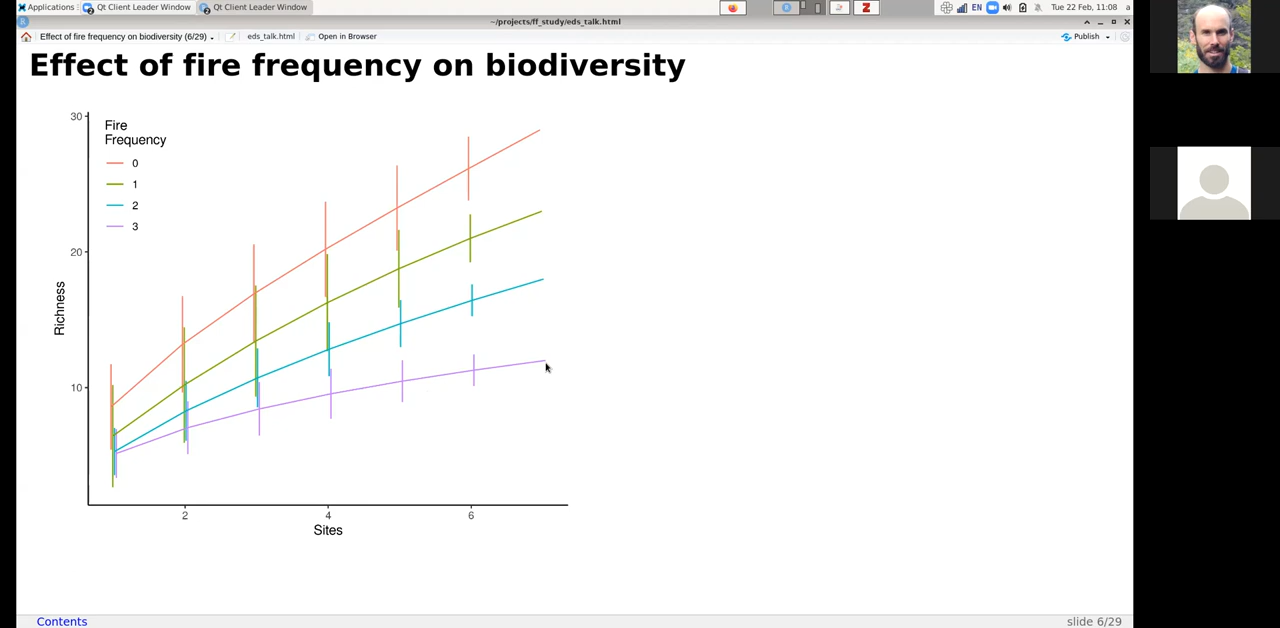 Applications
Qt Client Leader Window
Qt Client Leader Window
EN
Tue 22 Feb, 11:08
a
~/projects/ff_study/eds_talk.html
Effect of fire frequency on biodiversity (6/29)
eds_talk.html
Open in Browser
Publish
Effect of fire frequency on biodiversity
30
20
10
Richness
Fire
Frequency
0
1
2
3
2
4
6
Sites
Contents
slide 6/29